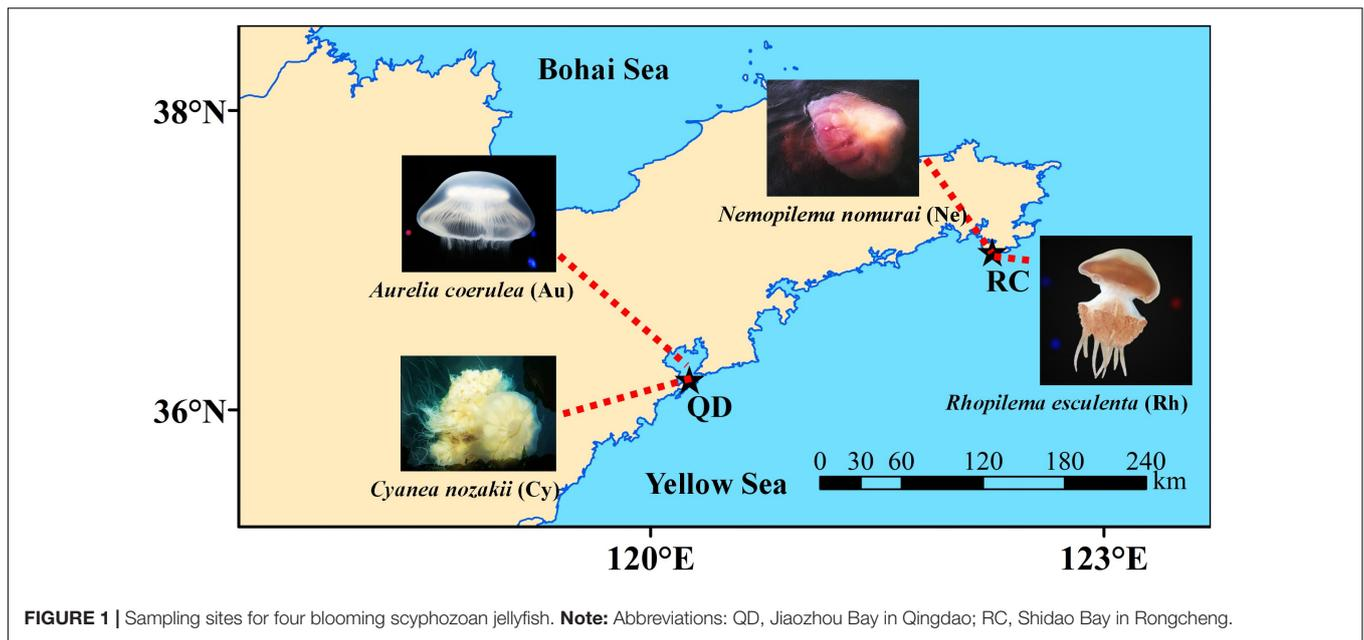 Bohai Sea
38°N
Nemopilema nomurai (Ne)
Aurelia coerulea (Au)
RC
36°N
QD
Rhopilema esculenta (Rh)
Cyanea nozakii (Cy)
Yellow Sea
0 30 60 120 180 240
km
120°E 123°E
FIGURE 1 | Sampling sites for four blooming scyphozoan jellyfish. Note: Abbreviations: QD, Jiaozhou Bay in Qingdao; RC, Shidao Bay in Rongcheng.